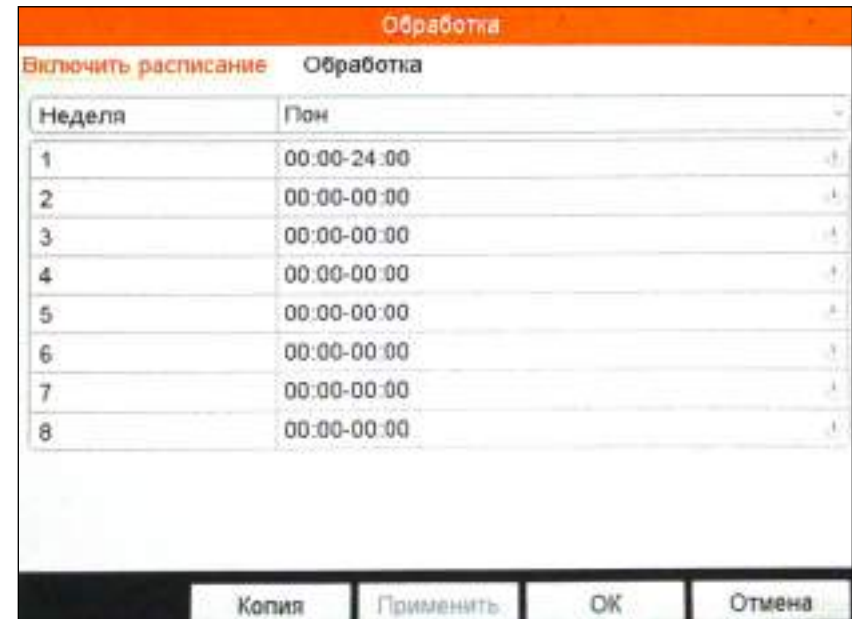 Обработка
Включить расписание Обработка
Неделя Пон
1 00:00-24:00
2 00:00-00:00
3 00:00-00:00
4 00:00-00:00
5 00:00-00:00
6 00:00-00:00
7 00:00-00:00
8 00:00-00:00
Копия Применить ОК Отмена